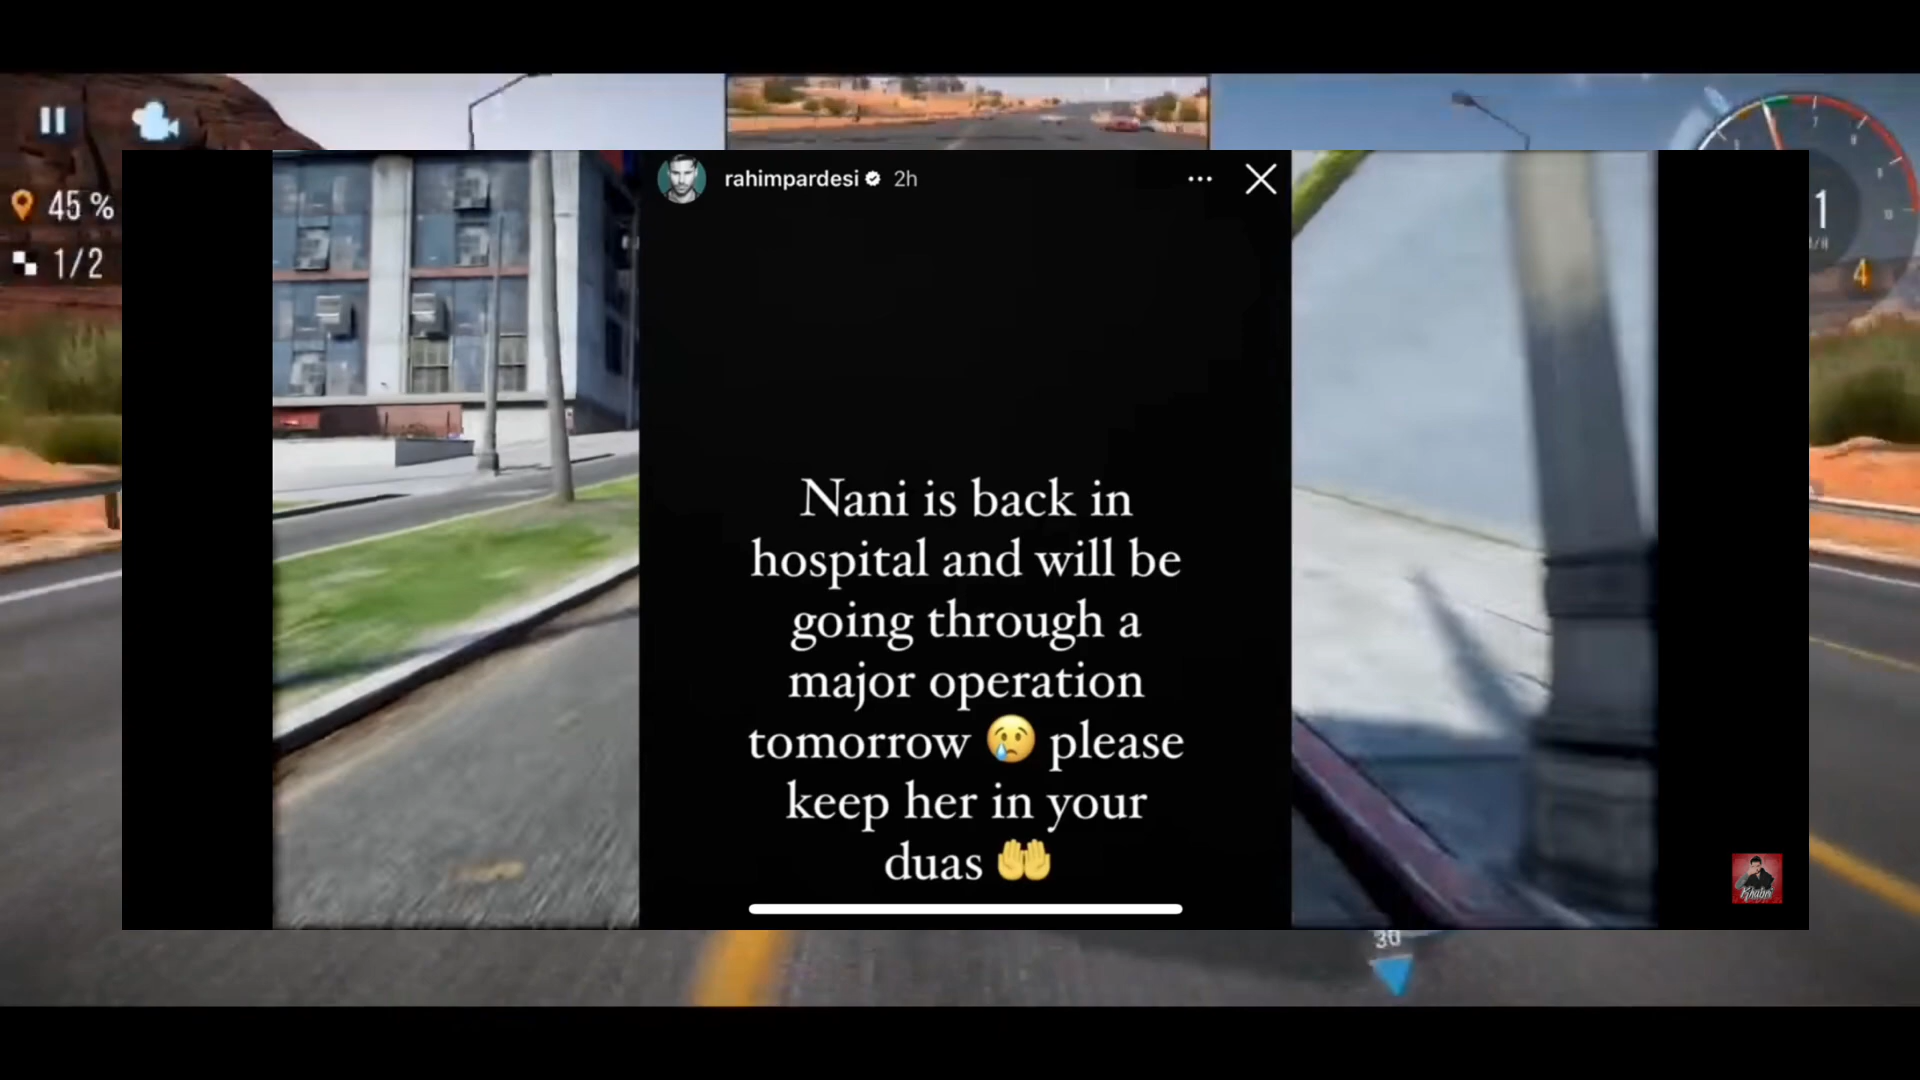 45 %
1/2
rahimpardesi 2h
1
4
Nani is back in
hospital and will be
going through a
major operation
tomorrow 😢 please
keep her in your
duas 🤲
Khabri
30